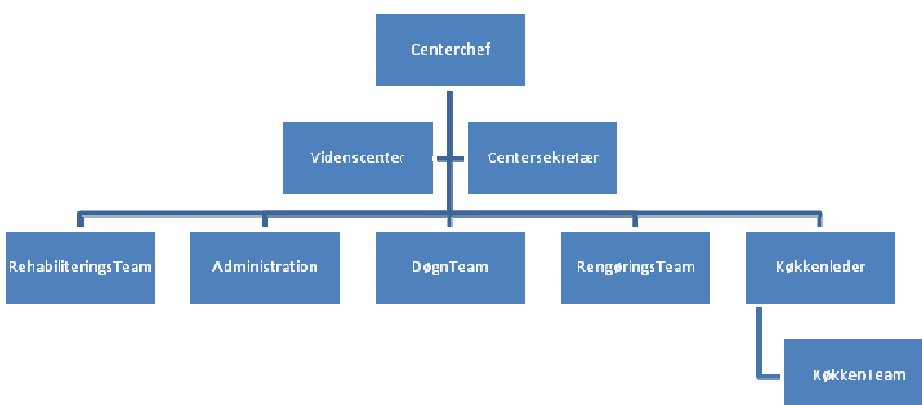 Centerchef
Videnscenter
Centersekretær
RehabiliteringsTeam
Administration
DøgnTeam
RengøringsTeam
Køkkenleder
KøkkenTeam